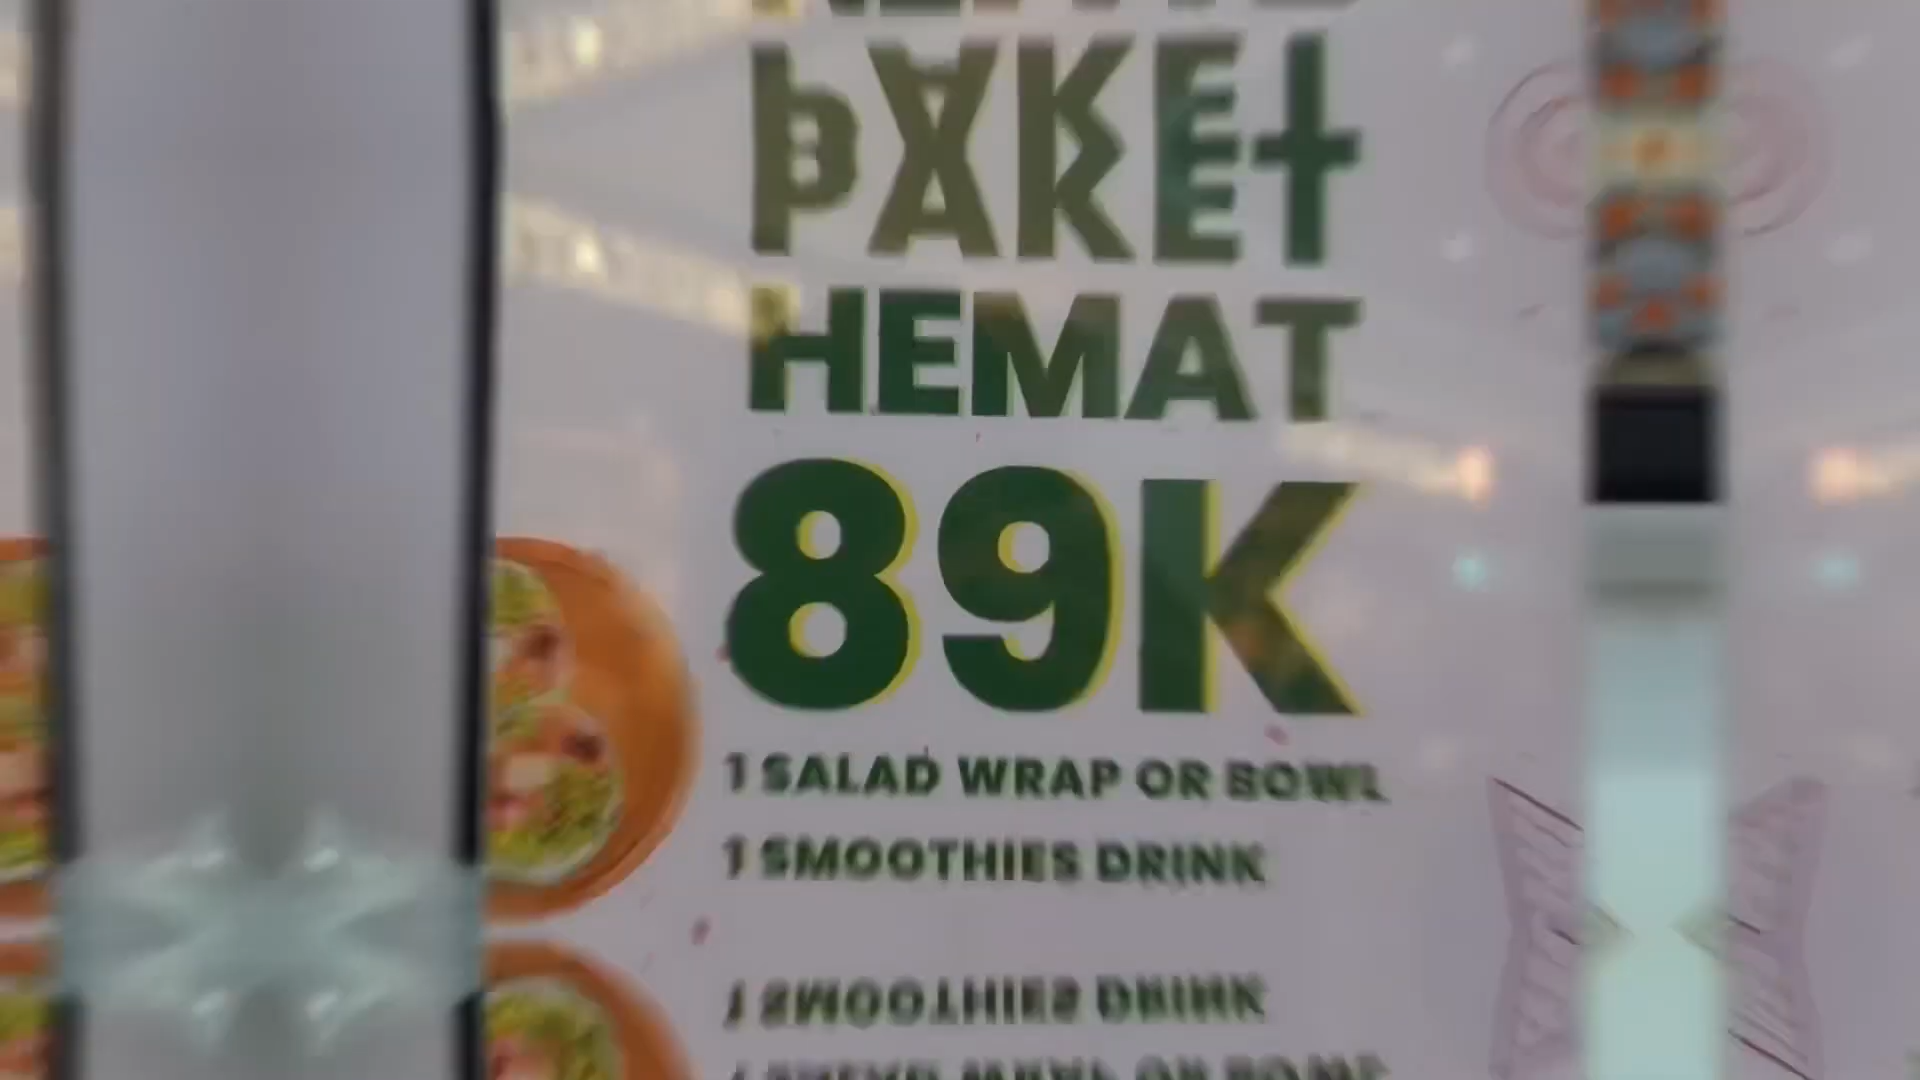 PAKET
HEMAT
89K
1 SALAD WRAP OR BOWL
1 SMOOTHIES DRINK